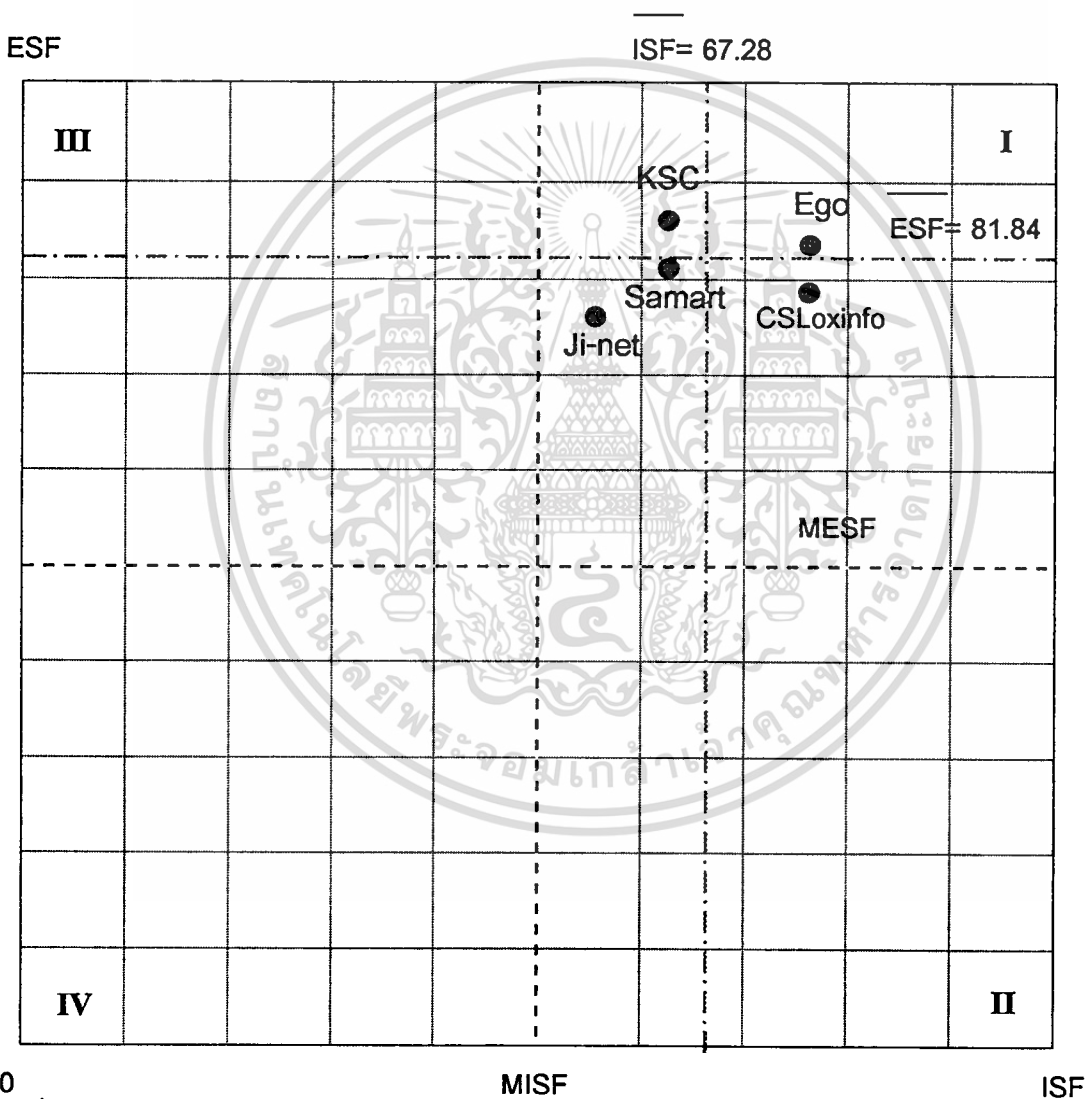 ESF
ISF= 67.28
III
I
KSC
Ego
ESF= 81.84
Samart
CSLoxinfo
Ji-net
MESF
IV
II
0
MISF
ISF